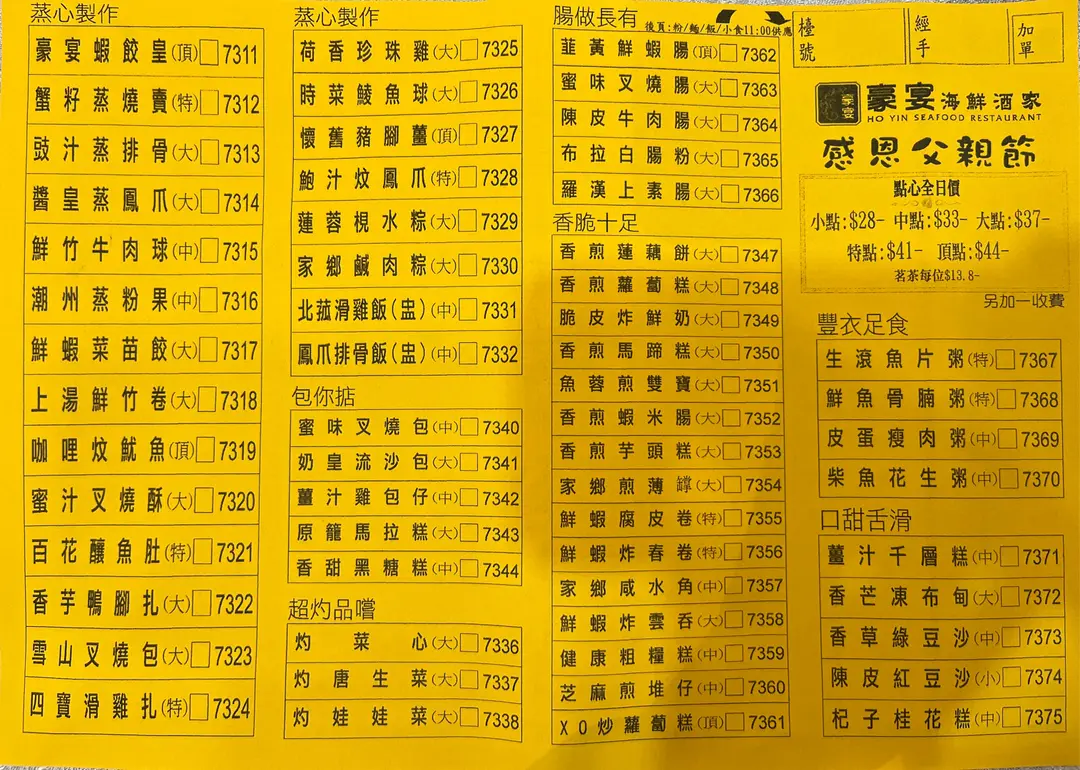 蒸心製作
豪宴蝦餃皇(頂)□7311
蟹籽蒸燒賣(特)□7312
豉汁蒸排骨(大)□7313
醬皇蒸鳳爪(大)□7314
鮮竹牛肉球(中)□7315
潮州蒸粉果(中)□7316
鮮蝦菜苗餃(大)□7317
上湯鮮竹卷(大)□7318
咖哩炆魷魚(頂)□7319
蜜汁叉燒酥(大)□7320
百花釀魚肚(特)□7321
香芋鴨腳扎(大)□7322
雪山叉燒包(大)□7323
四寶滑雞扎(特)□7324
蒸心製作
荷香珍珠雞(大)□7325
時菜鯪魚球(大)□7326
懷舊豬腳薑(頂)□7327
鮑汁炆鳳爪(特)□7328
蓮蓉梘水粽(大)□7329
家鄉鹹肉粽(大)□7330
北菰滑雞飯(盅)(中)□7331
鳳爪排骨飯(盅)(中)□7332
包你掂
蜜味叉燒包(中)□7340
奶皇流沙包(大)□7341
薑汁雞包仔(中)□7342
原籠馬拉糕(大)□7343
香甜黑糖糕(中)□7344
超灼品嚐
灼菜心(大)□7336
灼唐生菜(大)□7337
灼娃娃菜(大)□7338
腸做長有
後頁:粉/麵/飯/小食11:00供應
韮黃鮮蝦腸(頂)□7362
蜜味叉燒腸(大)□7363
陳皮牛肉腸(大)□7364
布拉白腸粉(大)□7365
羅漢上素腸(大)□7366
香脆十足
香煎蓮藕餅(大)□7347
香煎蘿蔔糕(大)□7348
脆皮炸鮮奶(大)□7349
香煎馬蹄糕(大)□7350
魚蓉煎雙寶(大)□7351
香煎蝦米腸(大)□7352
香煎芋頭糕(大)□7353
家鄉煎薄罉(大)□7354
鮮蝦腐皮卷(特)□7355
鮮蝦炸春卷(特)□7356
家鄉咸水角(中)□7357
鮮蝦炸雲吞(大)□7358
健康粗糧糕(中)□7359
芝麻煎堆仔(中)□7360
XO炒蘿蔔糕(頂)□7361
檯號
經手
加單
豪宴海鮮酒家
HO YIN SEAFOOD RESTAURANT
感恩父親節
點心全日價
小點:$28- 中點:$33- 大點:$37-
特點:$41- 頂點:$44-
茗茶每位$13.8-
另加一收費
豐衣足食
生滾魚片粥(特)□7367
鮮魚骨腩粥(特)□7368
皮蛋瘦肉粥(中)□7369
柴魚花生粥(中)□7370
口甜舌滑
薑汁千層糕(中)□7371
香芒凍布甸(大)□7372
香草綠豆沙(中)□7373
陳皮紅豆沙(小)□7374
杞子桂花糕(中)□7375